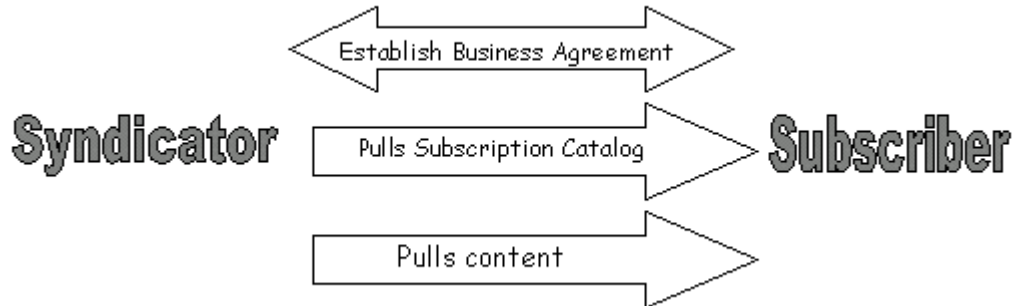 Establish Business Agreement
Syndicator
Pulls Subscription Catalog
Subscriber
Pulls content